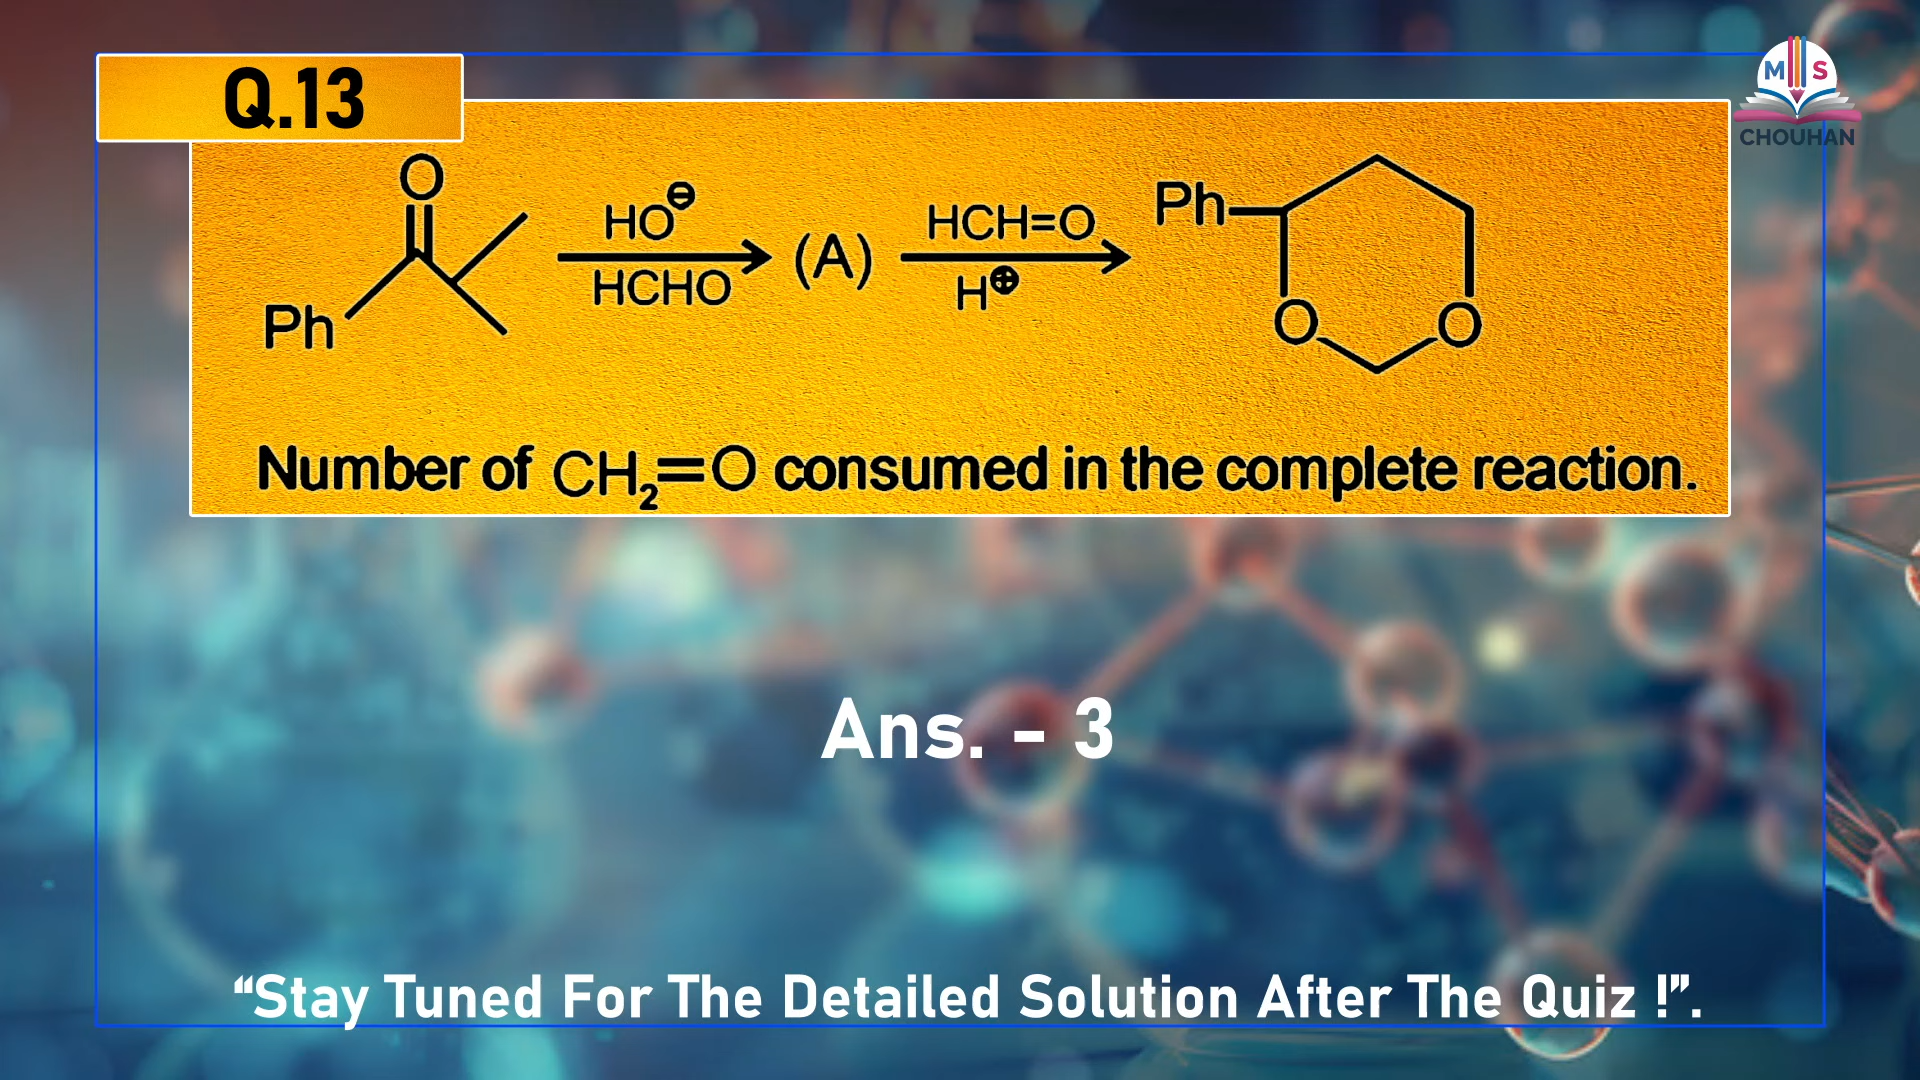 Q.13
M S
CHOUHAN
O
Ph
HO⊖
HCHO
(A)
HCH=O
H⊕
Ph
O O
Number of CH₂=O consumed in the complete reaction.
Ans. - 3
“Stay Tuned For The Detailed Solution After The Quiz !”.